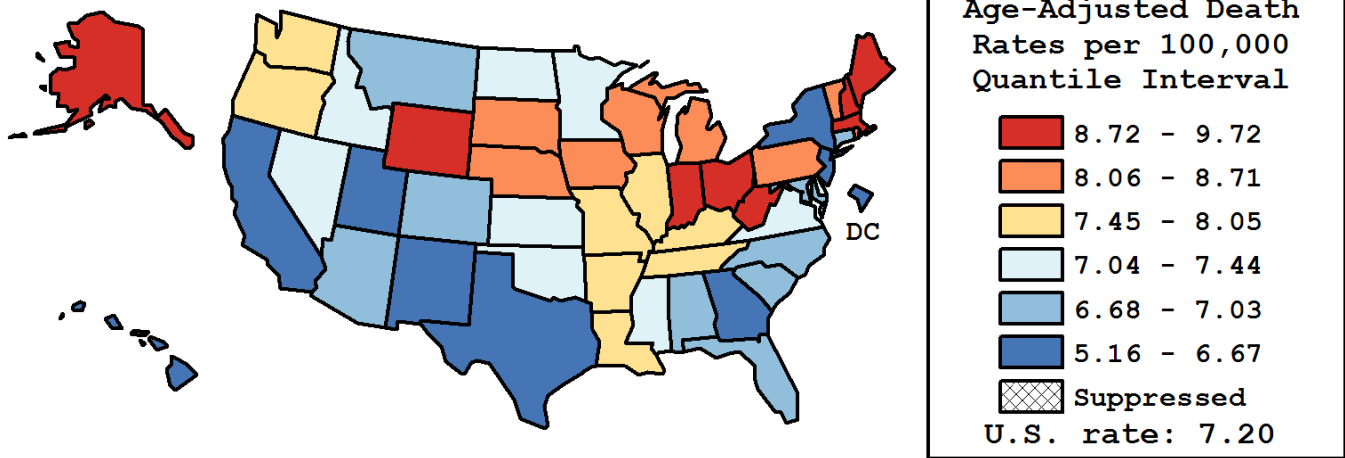 Age-Adjusted Death
Rates per 100,000
Quantile Interval
8.72 - 9.72
8.06 - 8.71
7.45 - 8.05
7.04 - 7.44
6.68 - 7.03
5.16 - 6.67
Suppressed
U.S. rate: 7.20
DC